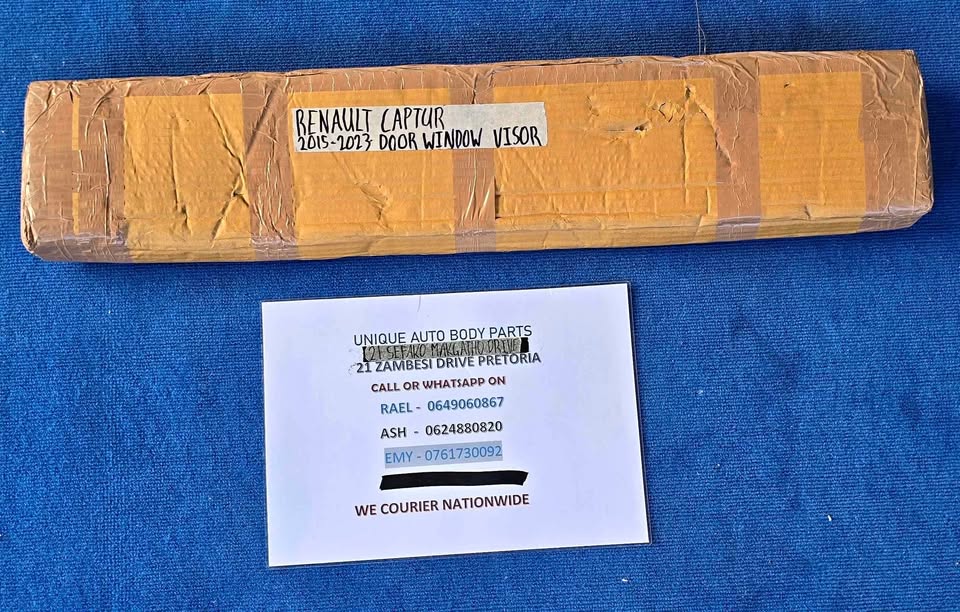 RENAULT CAPTUR
2015-2023 DOOR WINDOW VISOR
UNIQUE AUTO BODY PARTS
21 SEFAKO MAKGATHO DRIVE
21 ZAMBESI DRIVE PRETORIA
CALL OR WHATSAPP ON
RAEL - 0649060867
ASH - 0624880820
EMY - 0761730092
WE COURIER NATIONWIDE